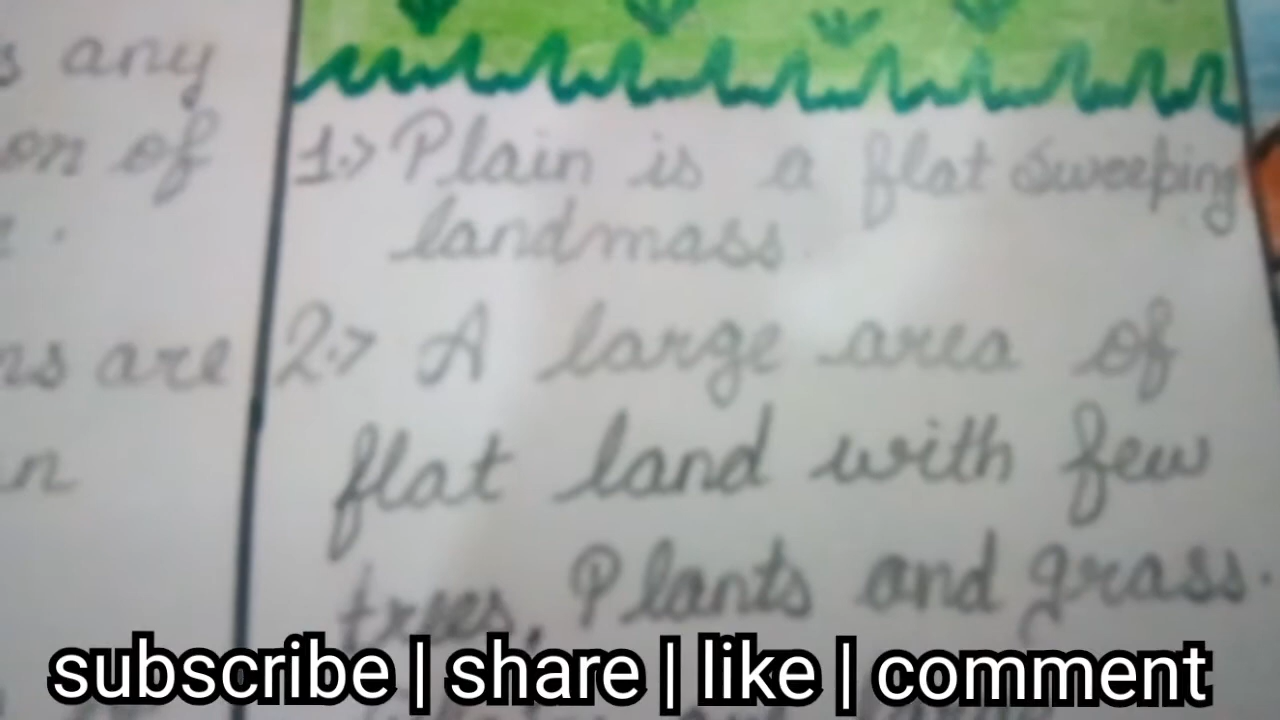 s any
on of
ns are
n
1.> Plain is a flat Sweeping
landmass.
2.> A large area of
flat land with few
trees, Plants and grass.
subscribe | share | like | comment